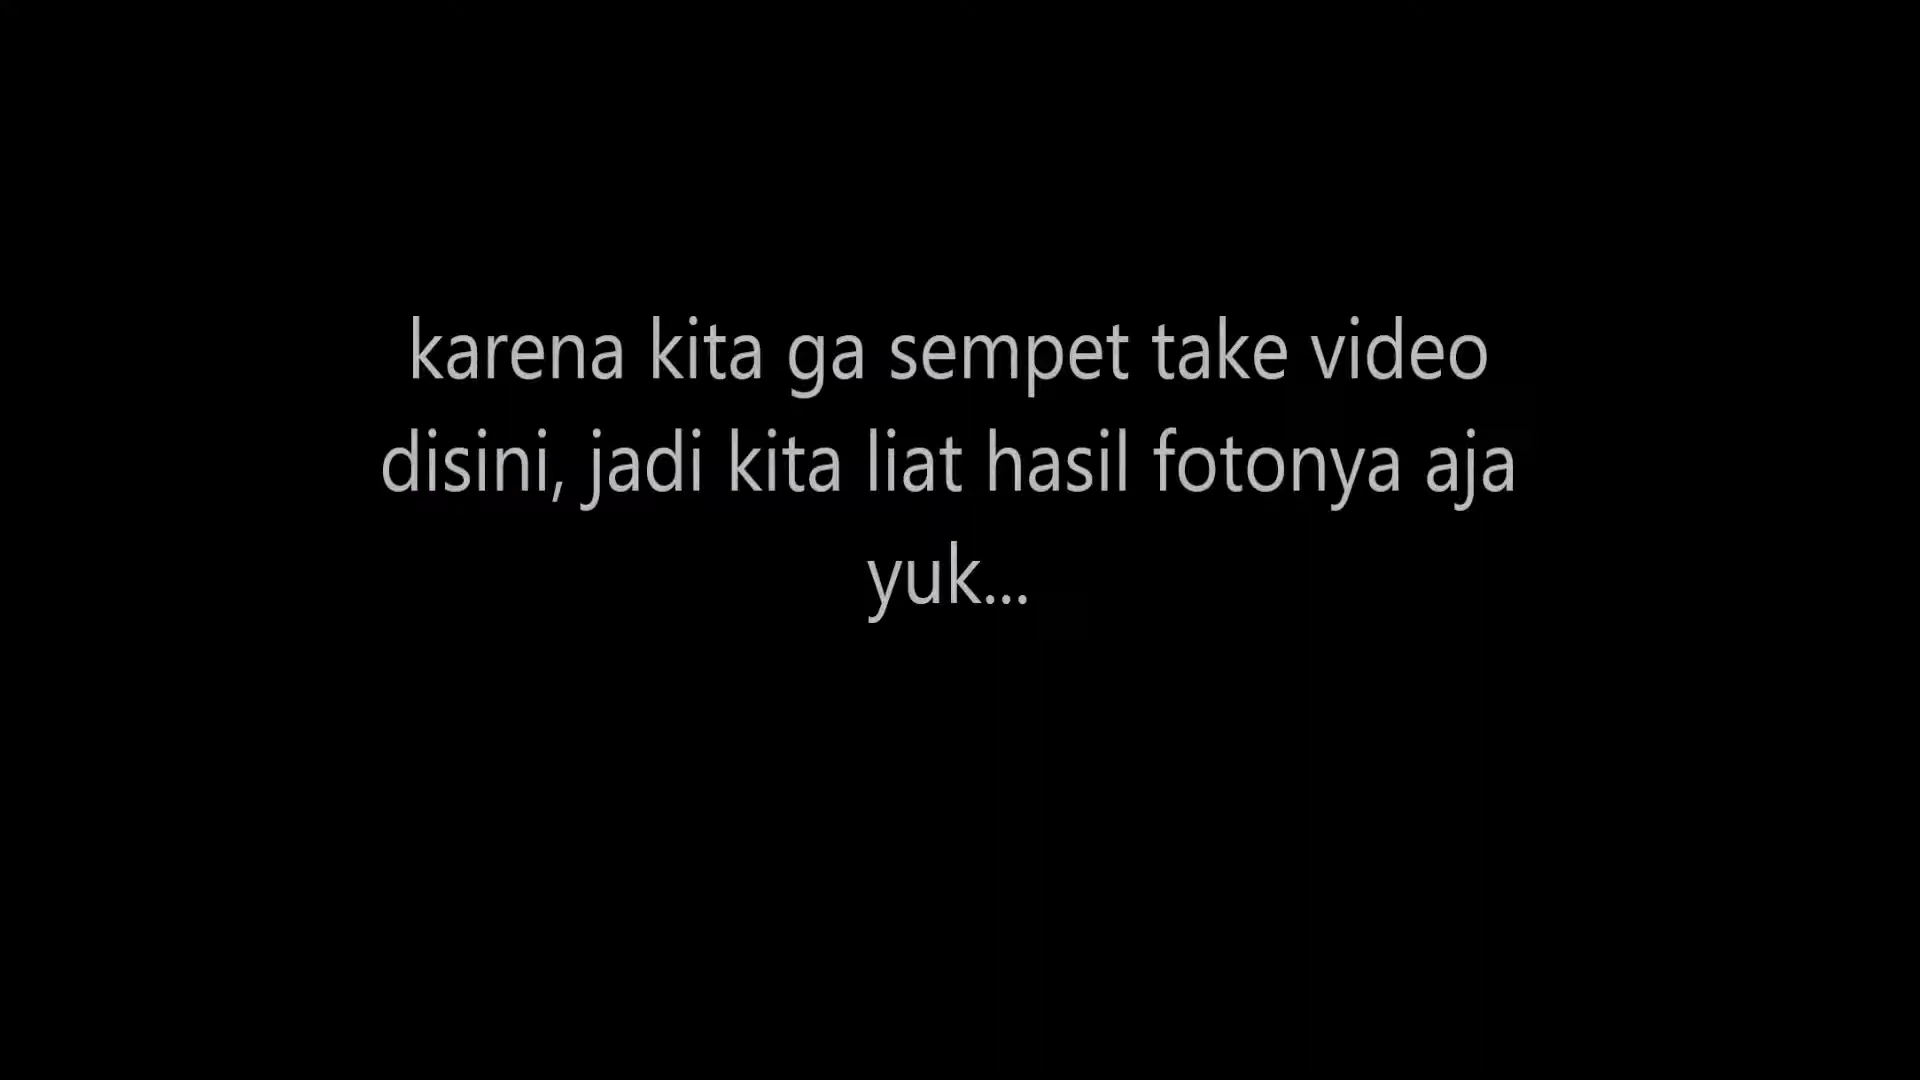 karena kita ga sempet take video
disini, jadi kita liat hasil fotonya aja
yuk...